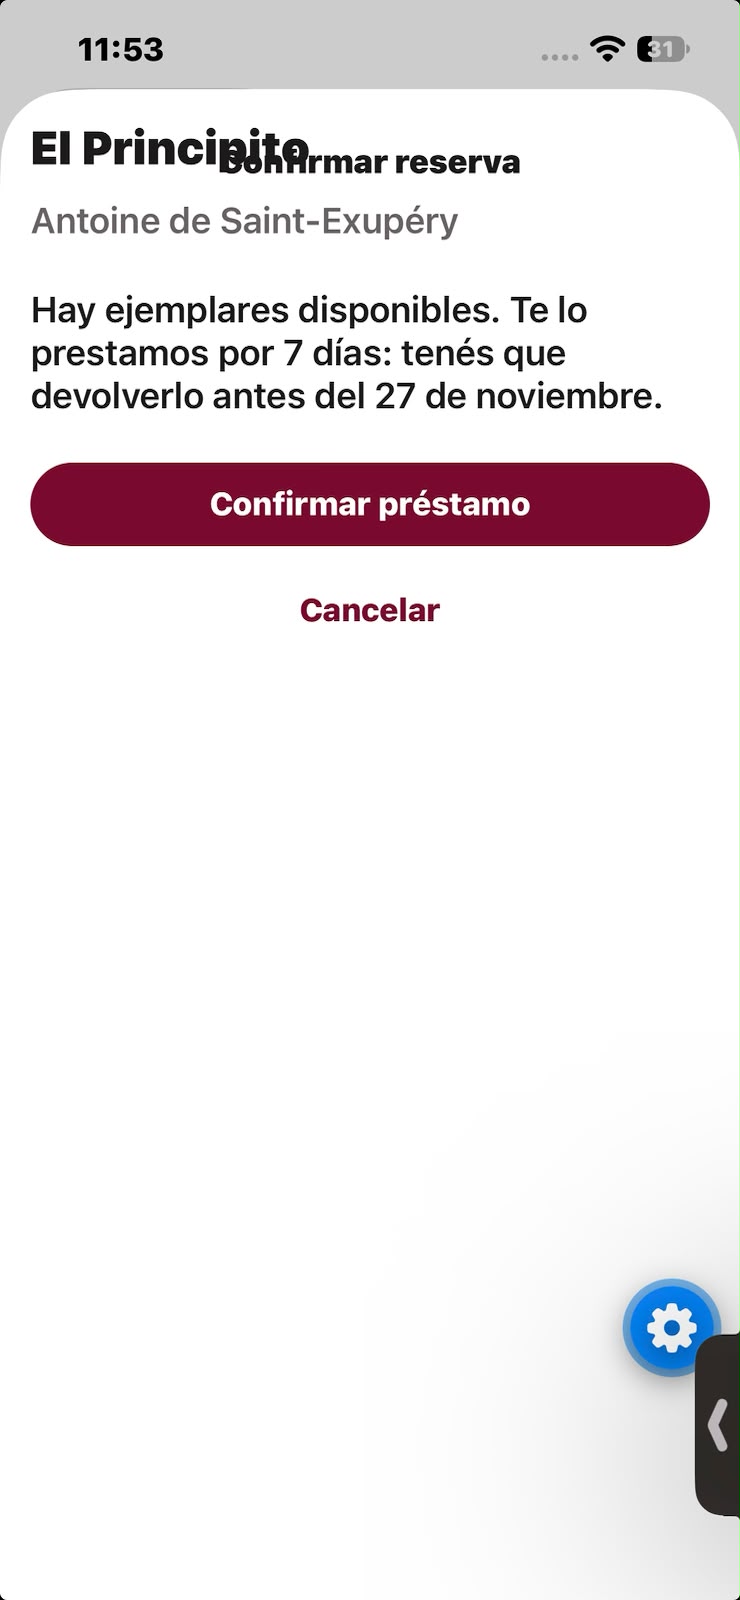 11:53
31
El Principito
Confirmar reserva
Antoine de Saint-Exupéry
Hay ejemplares disponibles. Te lo
prestamos por 7 días: tenés que
devolverlo antes del 27 de noviembre.
Confirmar préstamo
Cancelar